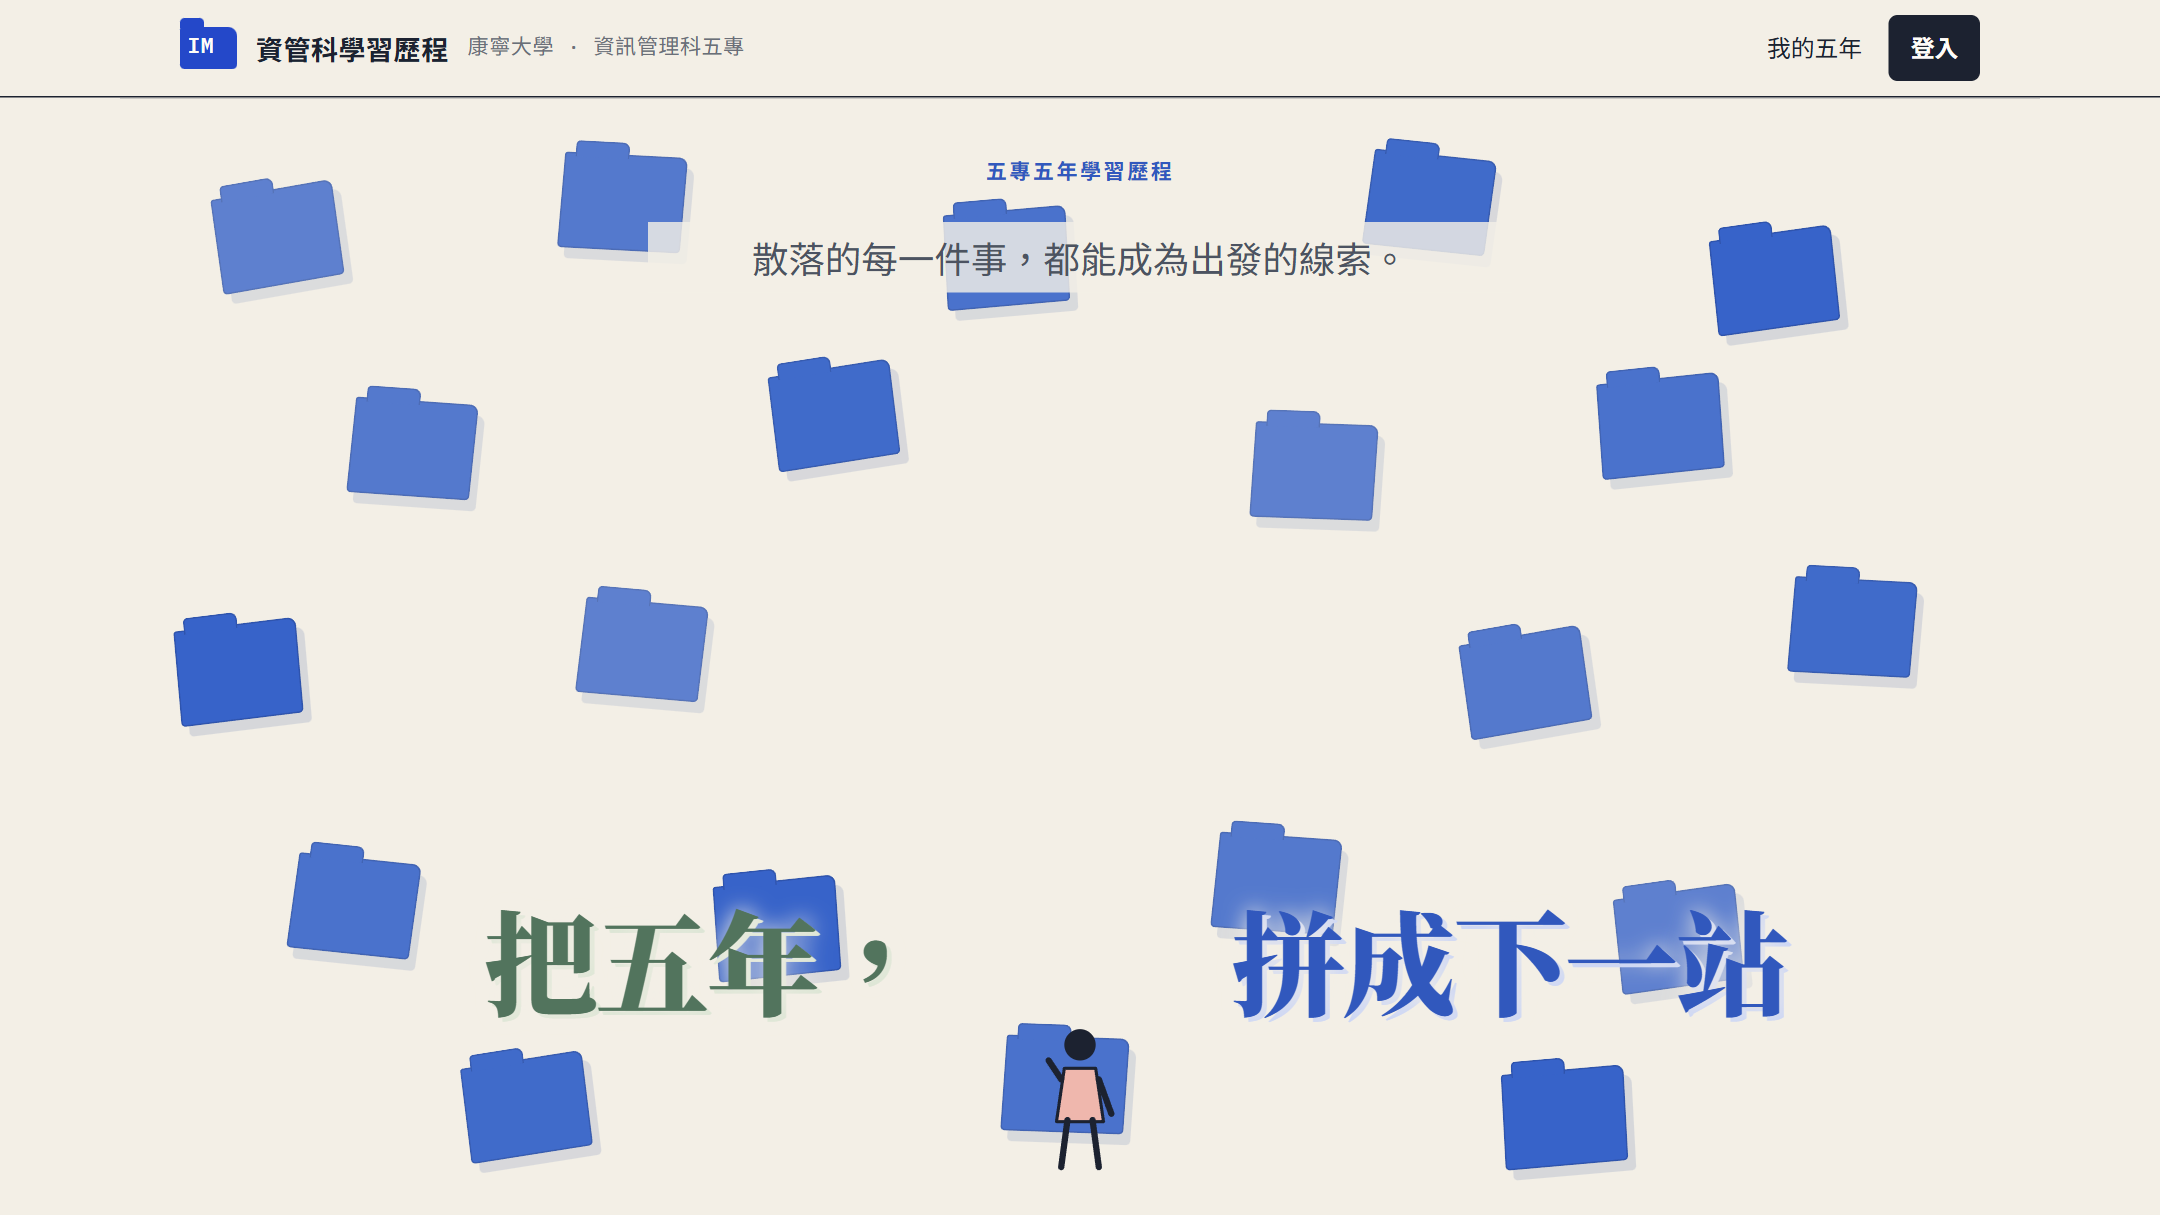 IM
資管科學習歷程
康寧大學 · 資訊管理科五專
我的五年
登入
五專五年學習歷程
散落的每一件事，都能成為出發的線索。
把五年，
拼成下一站